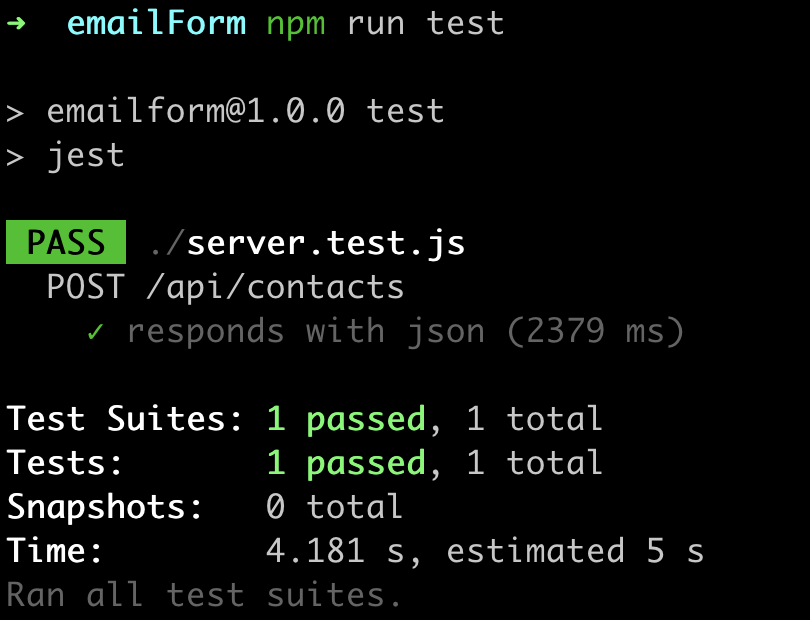 ➜  emailForm npm run test
> emailform@1.0.0 test
> jest
PASS ./server.test.js
POST /api/contacts
✓ responds with json (2379 ms)
Test Suites: 1 passed, 1 total
Tests: 1 passed, 1 total
Snapshots: 0 total
Time: 4.181 s, estimated 5 s
Ran all test suites.